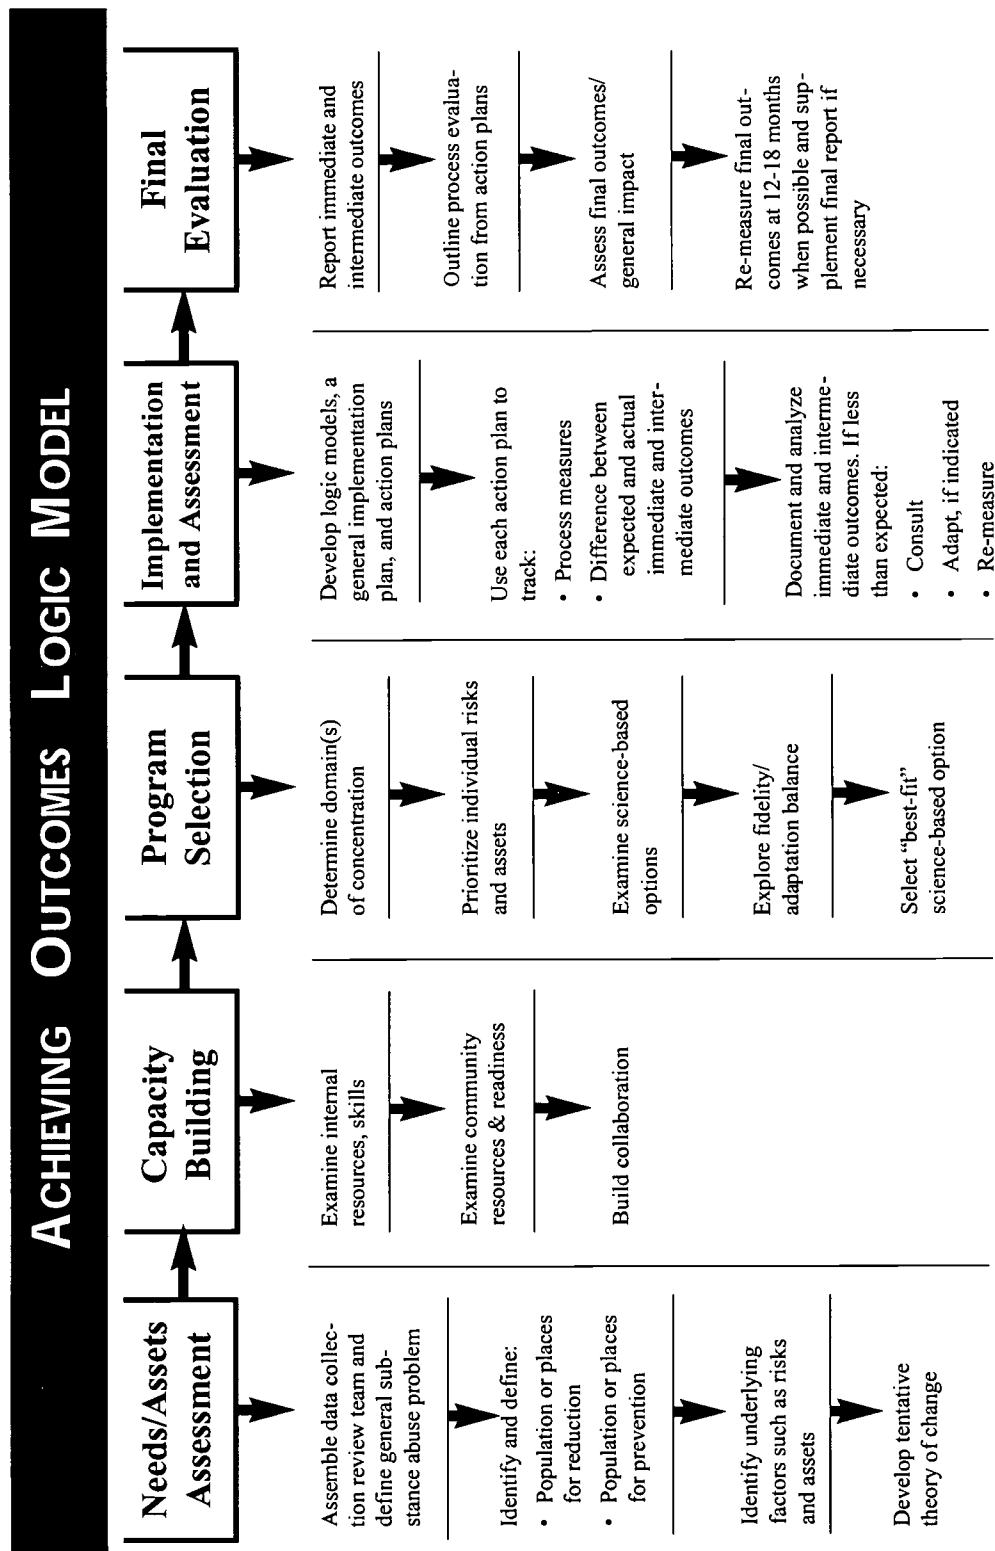 ACHIEVING OUTCOMES LOGIC MODEL
Needs/Assets
Assessment
Assemble data collec-
tion review team and
define general sub-
stance abuse problem
Identify and define:
• Population or places
for reduction
• Population or places
for prevention
Identify underlying
factors such as risks
and assets
Develop tentative
theory of change
Capacity
Building
Examine internal
resources, skills
Examine community
resources & readiness
Build collaboration
Program
Selection
Determine domain(s)
of concentration
Prioritize individual risks
and assets
Examine science-based
options
Explore fidelity/
adaptation balance
Select “best-fit”
science-based option
Implementation
and Assessment
Develop logic models, a
general implementation
plan, and action plans
Use each action plan to
track:
• Process measures
• Difference between
expected and actual
immediate and inter-
mediate outcomes
Document and analyze
immediate and interme-
diate outcomes. If less
than expected:
• Consult
• Adapt, if indicated
• Re-measure
Final
Evaluation
Report immediate and
intermediate outcomes
Outline process evalua-
tion from action plans
Assess final outcomes/
general impact
Re-measure final out-
comes at 12-18 months
when possible and sup-
plement final report if
necessary